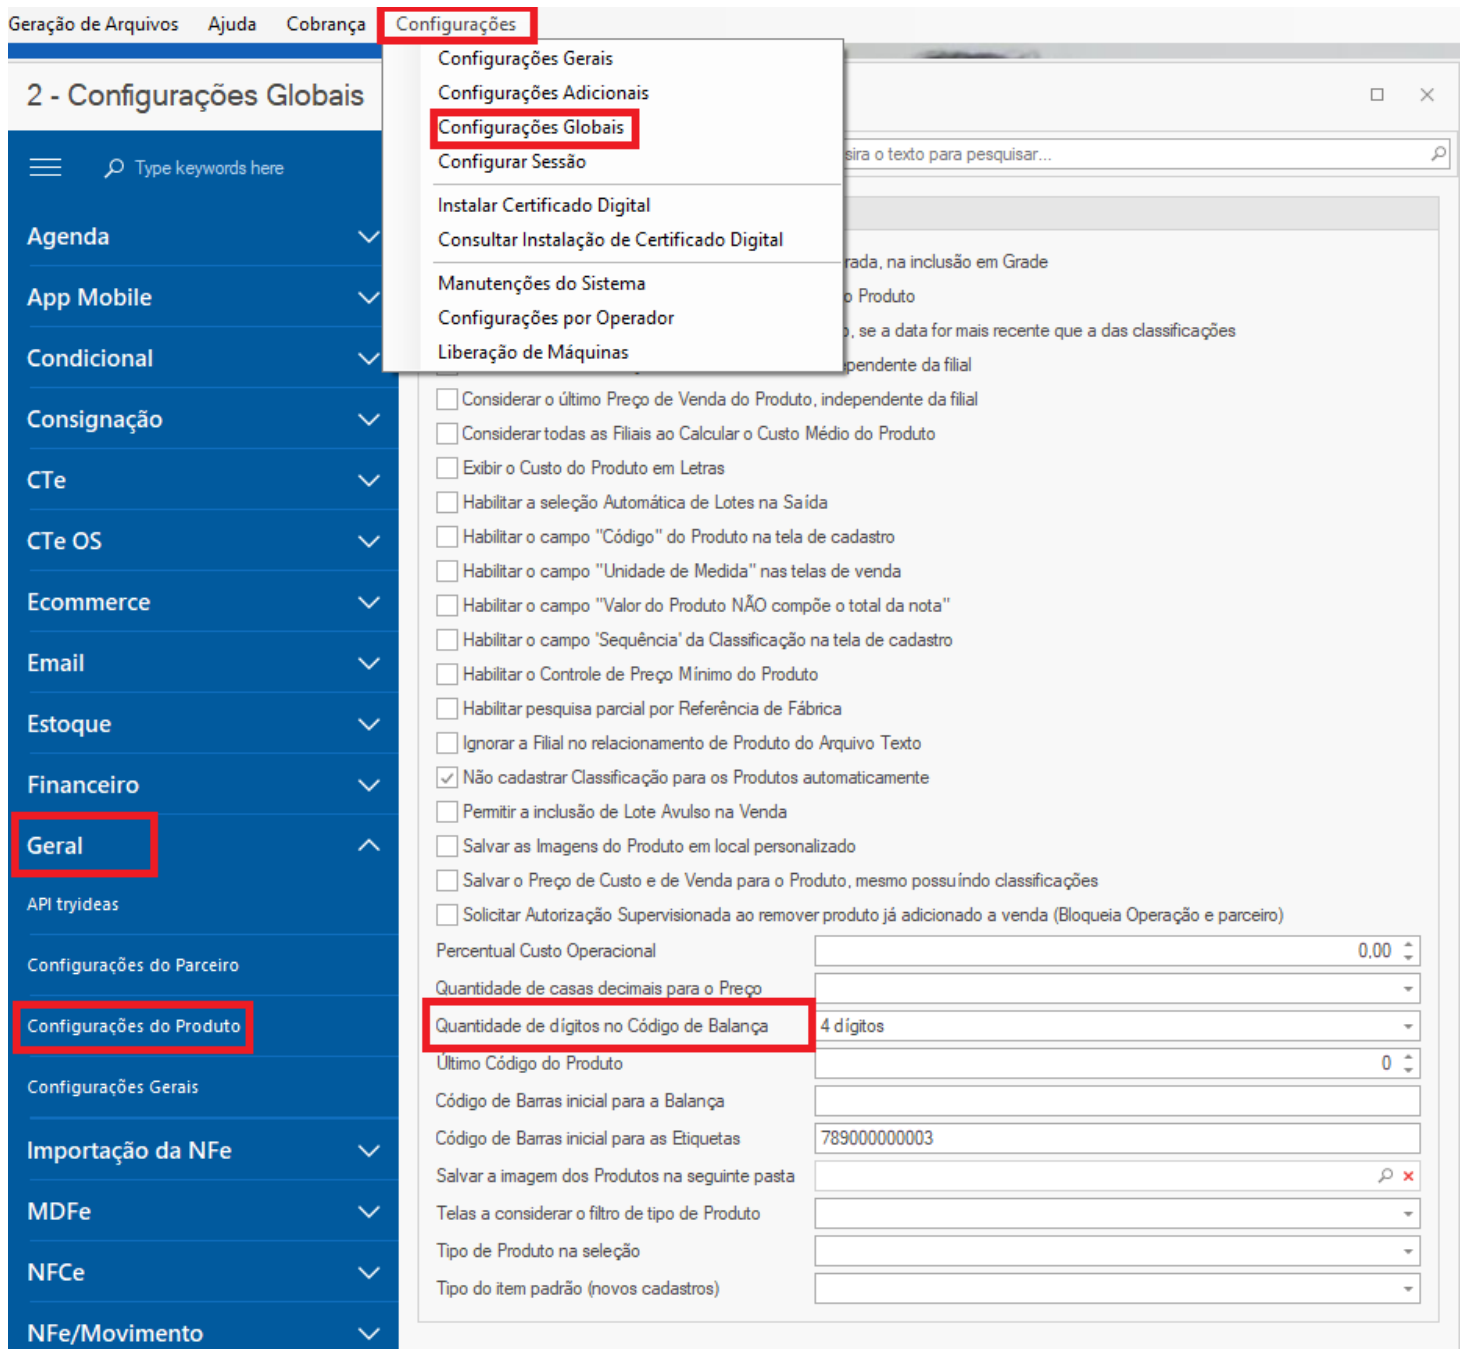 Geração de Arquivos Ajuda Cobrança Configurações
Configurações Gerais
Configurações Adicionais
Configurações Globais
Configurar Sessão
Instalar Certificado Digital
Consultar Instalação de Certificado Digital
Manutenções do Sistema
Configurações por Operador
Liberação de Máquinas
2 - Configurações Globais
Type keywords here
Agenda
App Mobile
Condicional
Consignação
CTe
CTe OS
Ecommerce
Email
Estoque
Financeiro
Geral
API tryideas
Configurações do Parceiro
Configurações do Produto
Configurações Gerais
Importação da NFe
MDFe
NFCe
NFe/Movimento
sira o texto para pesquisar...
rada, na inclusão em Grade
o Produto
, se a data for mais recente que a das classificações
pendente da filial
Considerar o último Preço de Venda do Produto, independente da filial
Considerar todas as Filiais ao Calcular o Custo Médio do Produto
Exibir o Custo do Produto em Letras
Habilitar a seleção Automática de Lotes na Saída
Habilitar o campo "Código" do Produto na tela de cadastro
Habilitar o campo "Unidade de Medida" nas telas de venda
Habilitar o campo "Valor do Produto NÃO compõe o total da nota"
Habilitar o campo 'Sequência' da Classificação na tela de cadastro
Habilitar o Controle de Preço Mínimo do Produto
Habilitar pesquisa parcial por Referência de Fábrica
Ignorar a Filial no relacionamento de Produto do Arquivo Texto
Não cadastrar Classificação para os Produtos automaticamente
Permitir a inclusão de Lote Avulso na Venda
Salvar as Imagens do Produto em local personalizado
Salvar o Preço de Custo e de Venda para o Produto, mesmo possuíndo classificações
Solicitar Autorização Supervisionada ao remover produto já adicionado a venda (Bloqueia Operação e parceiro)
Percentual Custo Operacional 0,00
Quantidade de casas decimais para o Preço
Quantidade de dígitos no Código de Balança 4 dígitos
Último Código do Produto 0
Código de Barras inicial para a Balança
Código de Barras inicial para as Etiquetas 789000000003
Salvar a imagem dos Produtos na seguinte pasta
Telas a considerar o filtro de tipo de Produto
Tipo de Produto na seleção
Tipo do item padrão (novos cadastros)